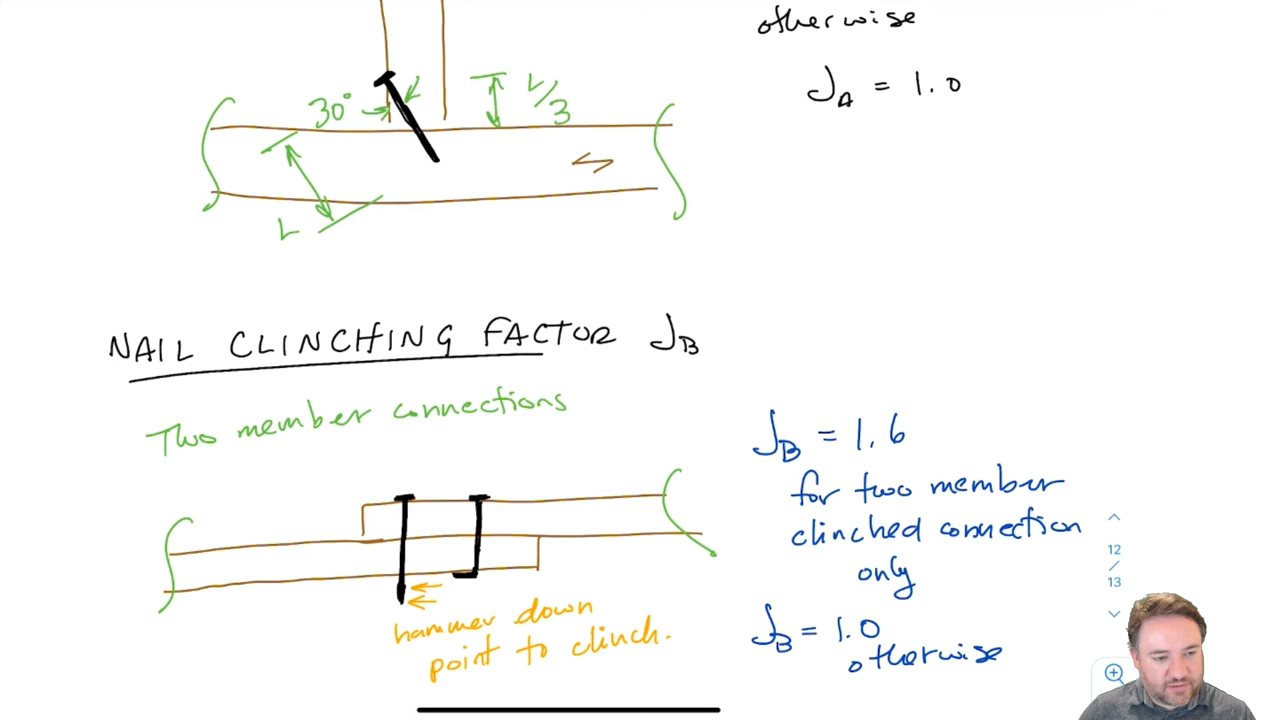 otherwise
J_A = 1.0
30°
L/3
L
NAIL CLINCHING FACTOR J_B
Two member connections
hammer down
point to clinch.
J_B = 1.6
for two member
clinched connection
only
J_B = 1.0
otherwise
12
/
13